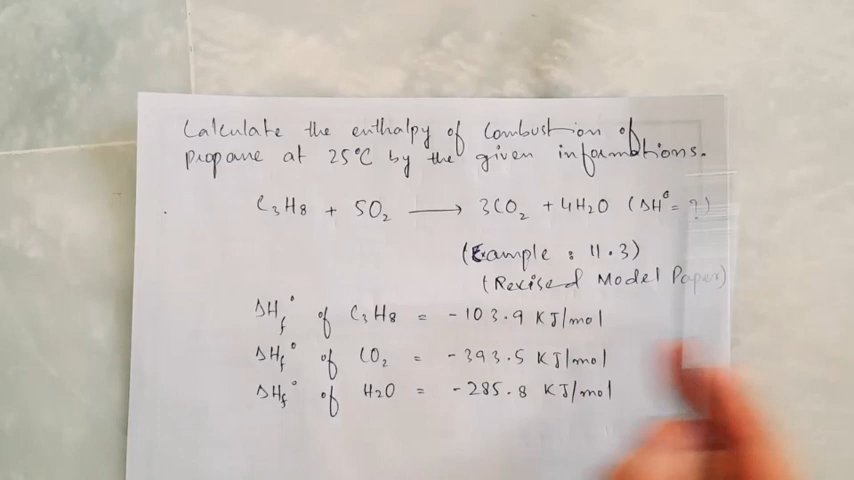 Calculate the enthalpy of Combustion of
propane at 25°C by the given informations.
C₃H₈ + 5O₂ ⟶ 3CO₂ + 4H₂O (ΔH° = ?)
(Example : 11.3)
(Revised Model Paper)
ΔHf° of C₃H₈ = -103.9 KJ/mol
ΔHf° of CO₂ = -393.5 KJ/mol
ΔHf° of H₂O = -285.8 KJ/mol